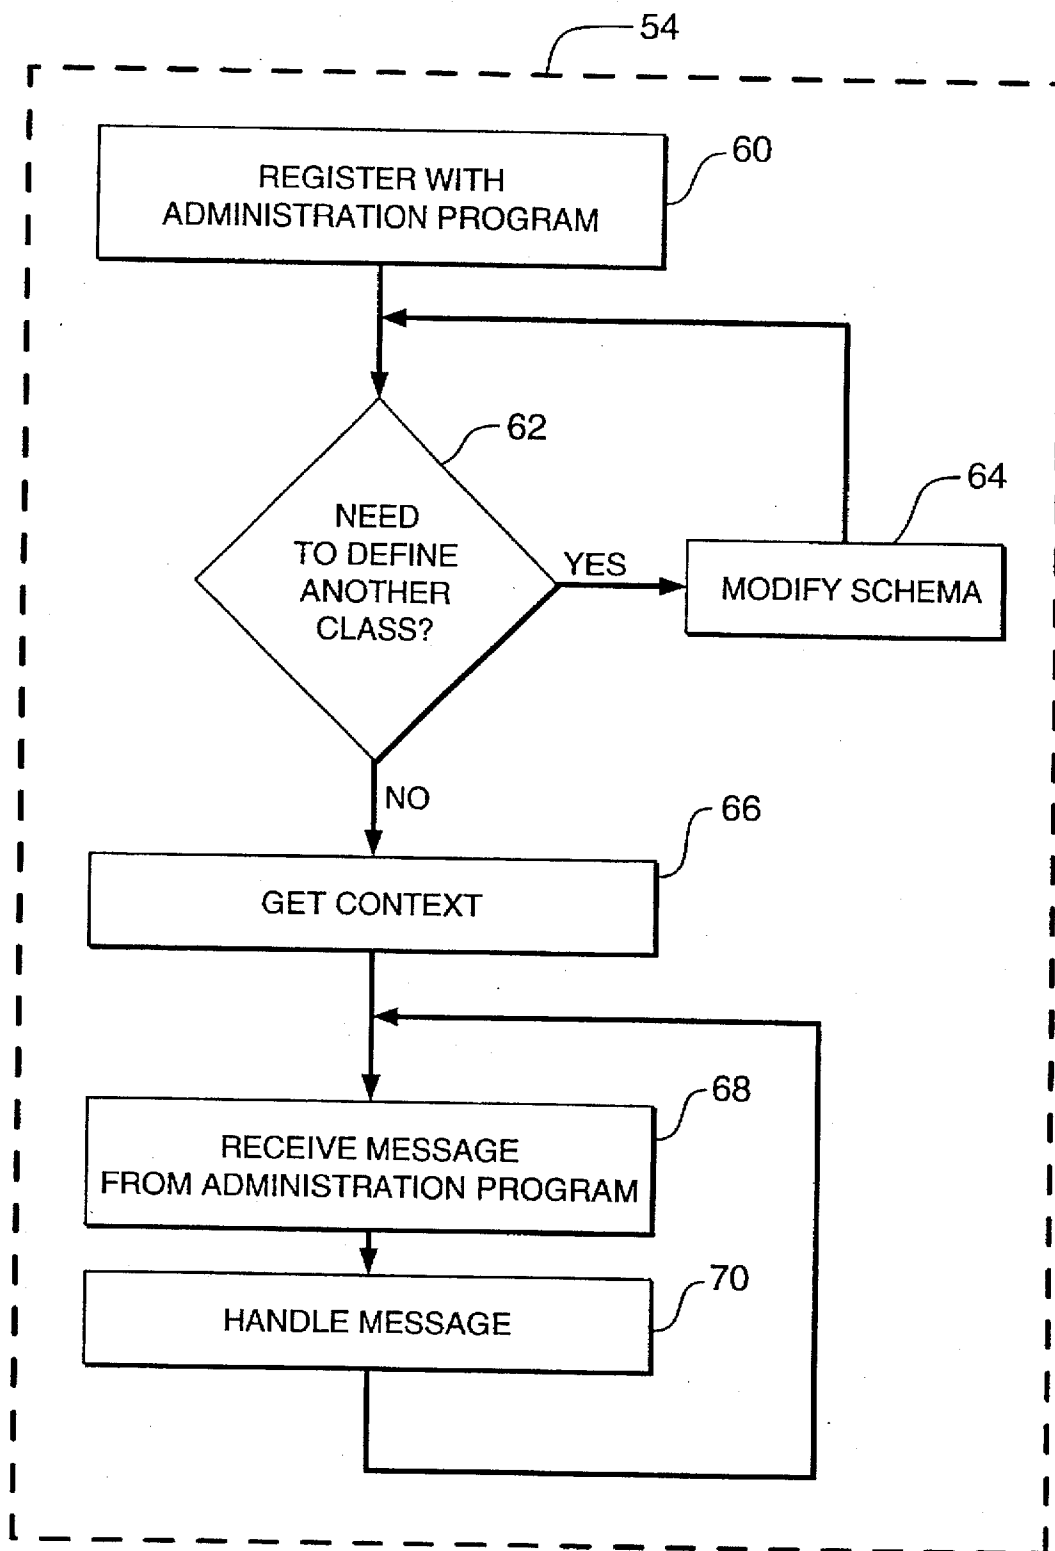 54
60
REGISTER WITH
ADMINISTRATION PROGRAM
62
NEED
TO DEFINE
ANOTHER
CLASS?
YES
64
MODIFY SCHEMA
NO
66
GET CONTEXT
68
RECEIVE MESSAGE
FROM ADMINISTRATION PROGRAM
70
HANDLE MESSAGE